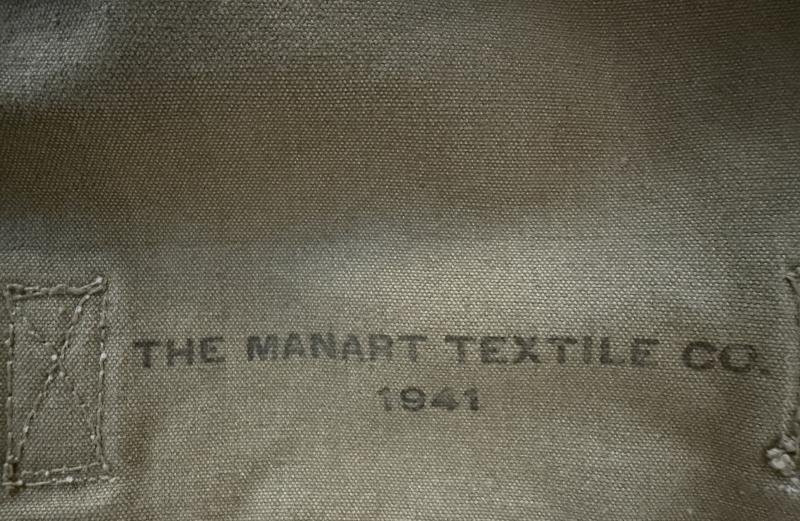 THE MANART TEXTILE CO.
1941